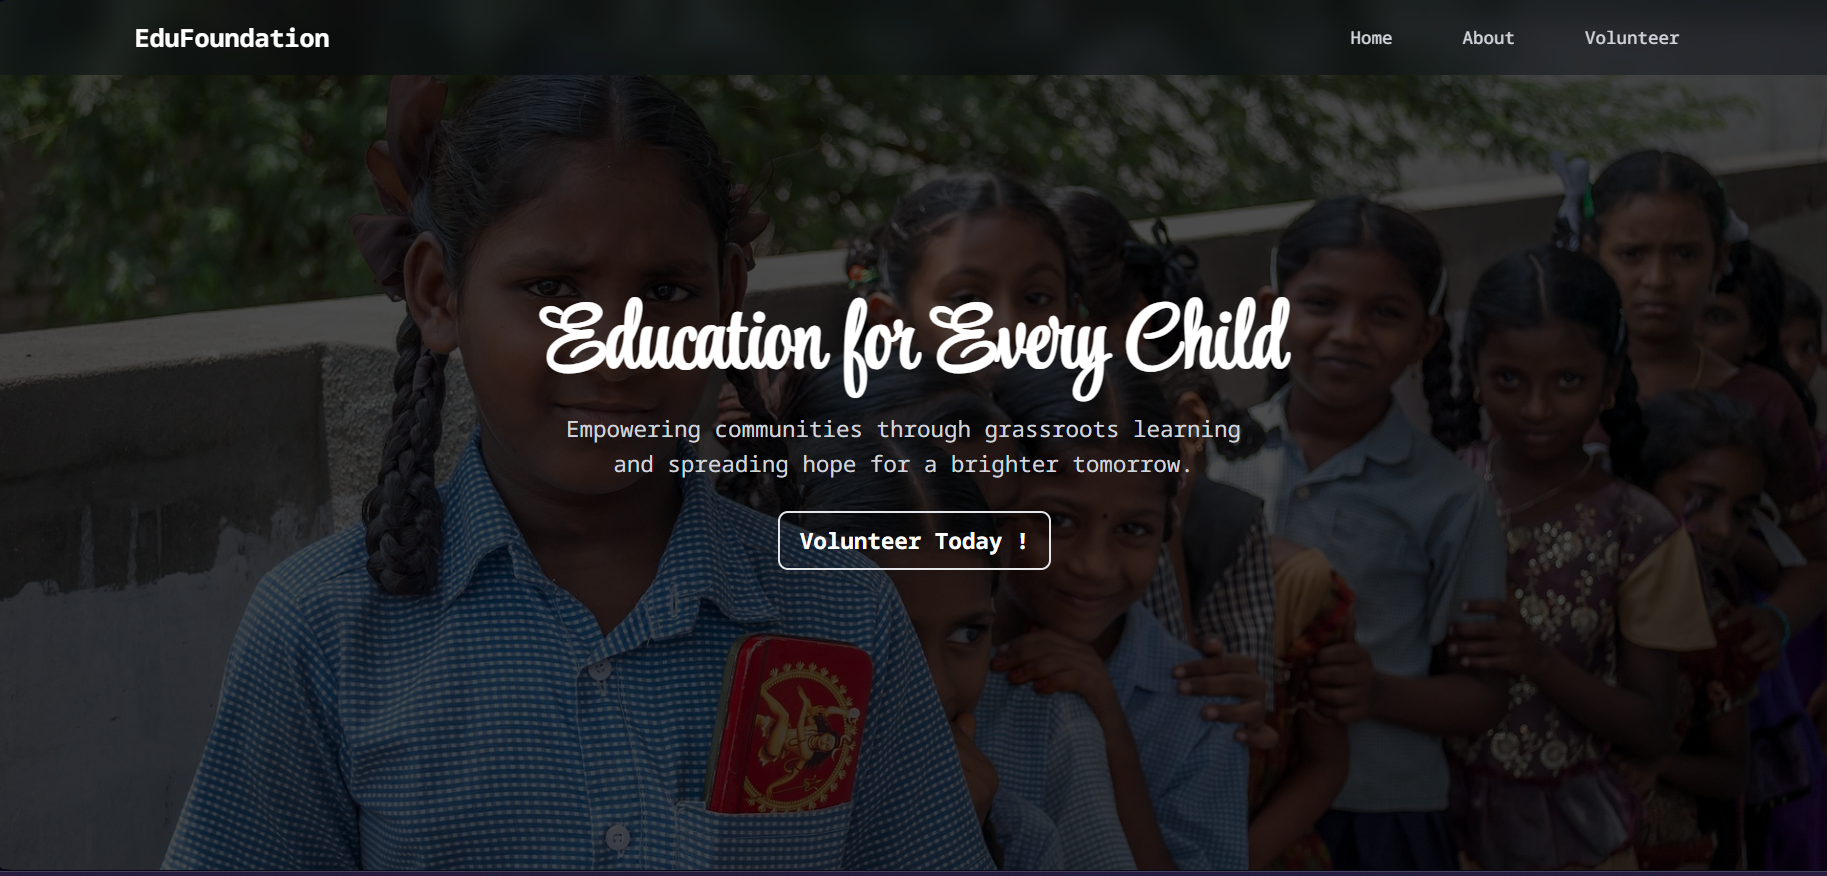 EduFoundation
Home About Volunteer
Education for Every Child
Empowering communities through grassroots learning
and spreading hope for a brighter tomorrow.
Volunteer Today !